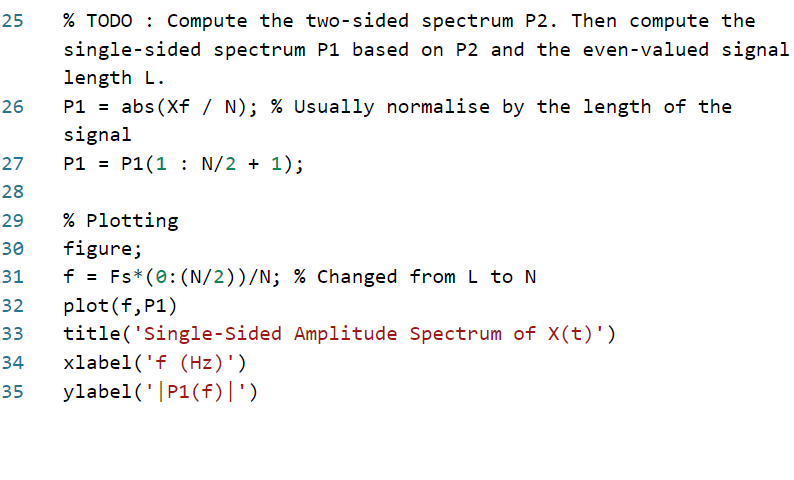 25 % TODO : Compute the two-sided spectrum P2. Then compute the
single-sided spectrum P1 based on P2 and the even-valued signal
length L.
26 P1 = abs(Xf / N); % Usually normalise by the length of the
signal
27 P1 = P1(1 : N/2 + 1);
28
29 % Plotting
30 figure;
31 f = Fs*(0:(N/2))/N; % Changed from L to N
32 plot(f,P1)
33 title('Single-Sided Amplitude Spectrum of X(t)')
34 xlabel('f (Hz)')
35 ylabel('|P1(f)|')